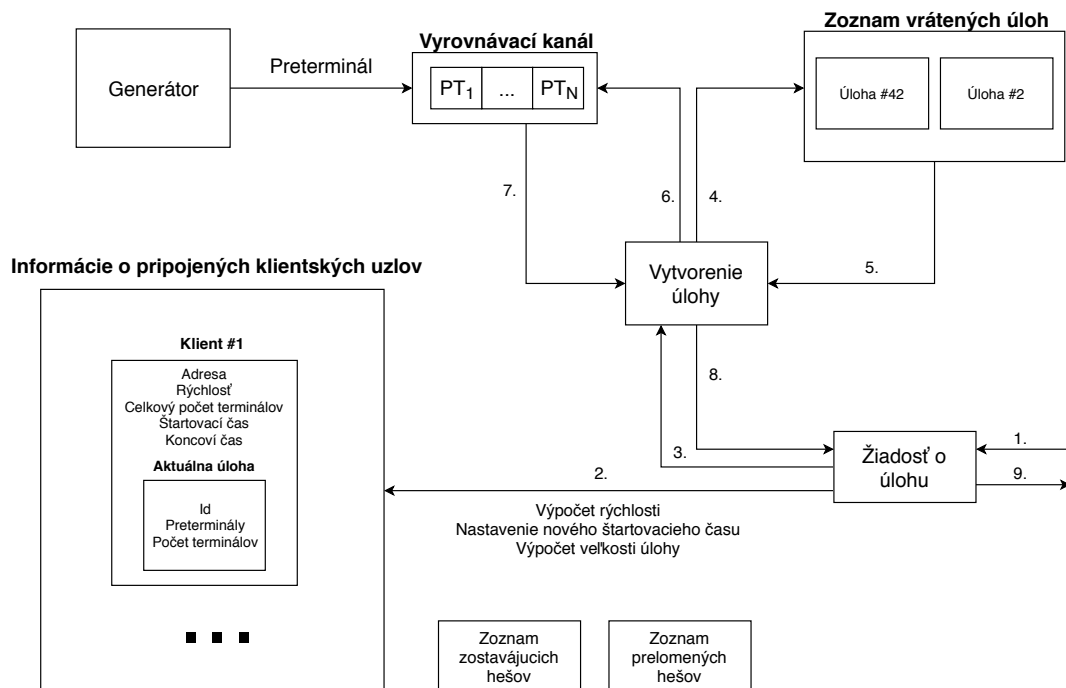 Zoznam vrátených úloh
Vyrovnávací kanál
Generátor
Preterminál
PT1
...
PTN
Úloha #42
Úloha #2
7.
6.
4.
5.
Vytvorenie
úlohy
Informácie o pripojených klientských uzlov
Klient #1
Adresa
Rýchlosť
Celkový počet terminálov
Štartovací čas
Koncoví čas
Aktuálna úloha
Id
Preterminály
Počet terminálov
8.
3.
Žiadosť o
úlohu
1.
9.
2.
Výpočet rýchlosti
Nastavenie nového štartovacieho času
Výpočet veľkosti úlohy
Zoznam
zostavájucich
hešov
Zoznam
prelomených
hešov